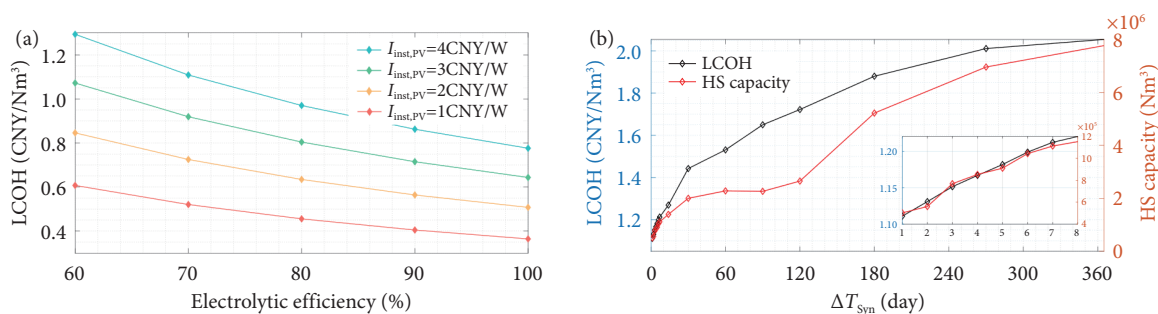 (a)
LCOH (CNY/Nm³)
1.2
1.0
0.8
0.6
0.4
I_inst,PV=4CNY/W
I_inst,PV=3CNY/W
I_inst,PV=2CNY/W
I_inst,PV=1CNY/W
60 70 80 90 100
Electrolytic efficiency (%)
(b)
LCOH (CNY/Nm³)
2.0
1.8
1.6
1.4
1.2
LCOH
HS capacity
×10⁶
8
6
4
2
0
HS capacity (Nm³)
×10⁵
1.20
1.15
1.10
12
10
8
6
4
1 2 3 4 5 6 7 8
0 60 120 180 240 300 360
ΔT_Syn (day)